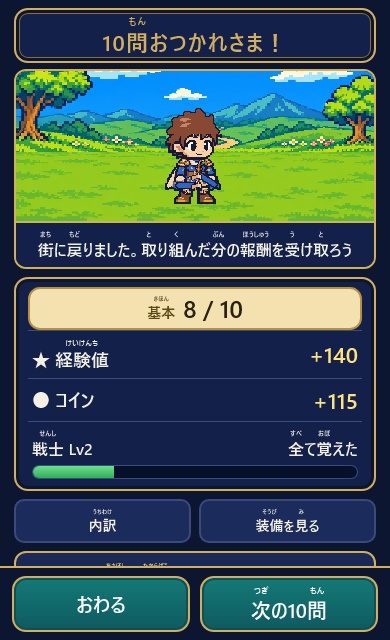 10問おつかれさま！
街に戻りました。取り組んだ分の報酬を受け取ろう
基本 8 / 10
★ 経験値 +140
● コイン +115
戦士 Lv2 全て覚えた
内訳 装備を見る
おわる 次の10問